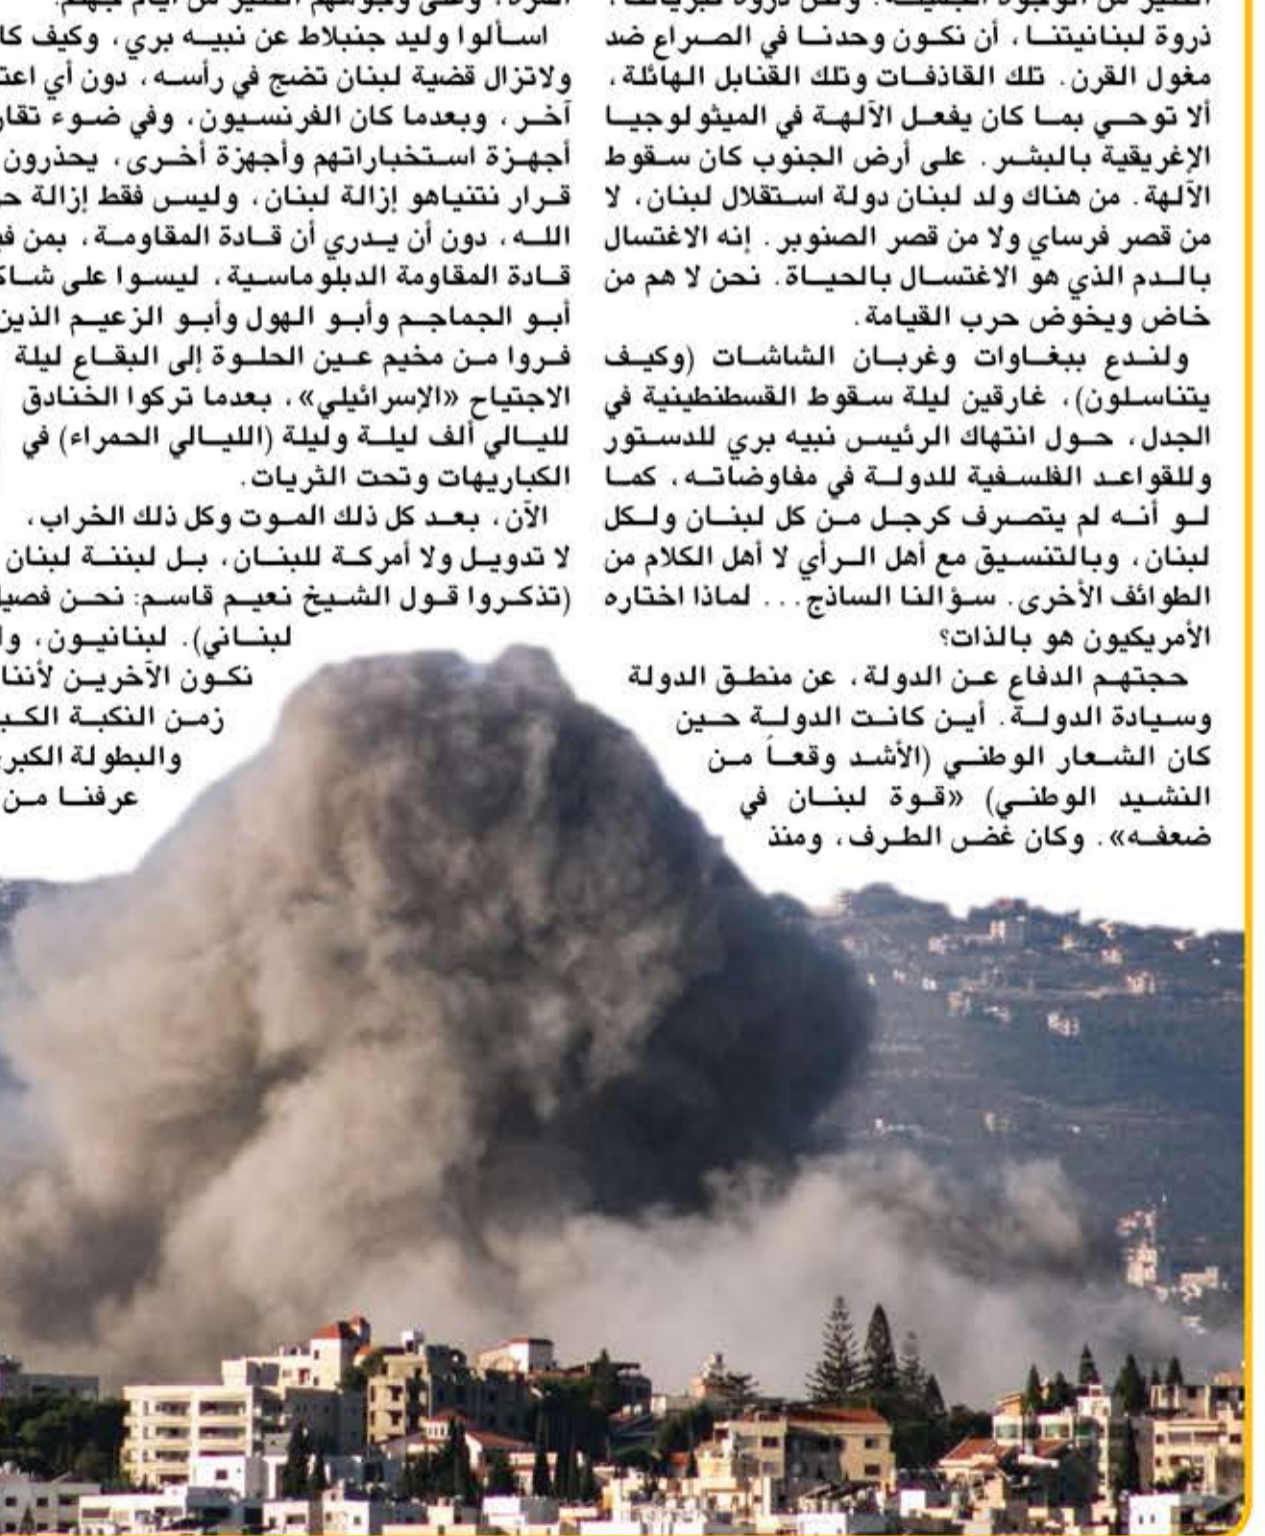 ذروة لبنانيتنا، أن نكون وحدنا في الصراع ضد
مغول القرن. تلك القاذفات وتلك القنابل الهائلة،
ألا توحي بما كان يفعل الآلهة في الميثولوجيا
الإغريقية بالبشر. على أرض الجنوب كان سقوط
الآلهة. من هناك ولد لبنان دولة استقلال لبنان، لا
من قصر فرساي ولا من قصر الصنوبر. إنه الاغتسال
بالدم الذي هو الاغتسال بالحياة. نحن لا هم من
خاض ويخوض حرب القيامة.
ولندع ببغاوات وغربان الشاشات (وكيف
يتناسلون)، غارقين ليلة سقوط القسطنطينية في
الجدل، حول انتهاك الرئيس نبيه بري للدستور
وللقواعد الفلسفية للدولة في مفاوضاته، كما
لو أنه لم يتصرف كرجل من كل لبنان ولكل
لبنان، وبالتنسيق مع أهل الرأي لا أهل الكلام من
الطوائف الأخرى. سؤالنا الساذج... لماذا اختاره
الأمريكيون هو بالذات؟
حجتهم الدفاع عن الدولة، عن منطق الدولة
وسيادة الدولة. أين كانت الدولة حين
كان الشعار الوطني (الأشد وقعاً من
النشيد الوطني) «قوة لبنان في
ضعفه». وكان غض الطرف، ومنذ
اسألوا وليد جنبلاط عن نبيه بري، وكيف
ولاتزال قضية لبنان تضج في رأسه، دون أي
آخر، وبعدما كان الفرنسيون، وفي ضوء
أجهزة استخباراتهم وأجهزة أخرى، يحذرون
قرار نتنياهو إزالة لبنان، وليس فقط إزالة
الله، دون أن يدري أن قادة المقاومة، بمن
قادة المقاومة الدبلوماسية، ليسوا على
أبو الجماجم وأبو الهول وأبو الزعيم الذين
فروا من مخيم عين الحلوة إلى البقاع ليلة
الاجتياح «الإسرائيلي»، بعدما تركوا الخنادق
لليالي ألف ليلة وليلة (الليالي الحمراء) في
الكباريهات وتحت الثريات.
الآن، بعد كل ذلك الموت وكل ذلك الخراب،
لا تدويل ولا أمركة للبنان، بل لبننة لبنان
(تذكروا قول الشيخ نعيم قاسم: نحن
لبناني). لبنانيون،
نكون الآخرين لأننا
زمن النكبة
والبطولة
عرفنا من